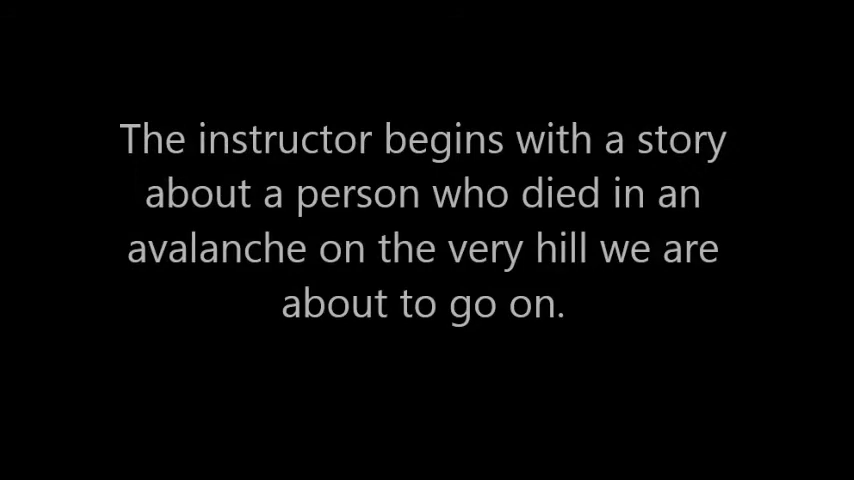 The instructor begins with a story
about a person who died in an
avalanche on the very hill we are
about to go on.